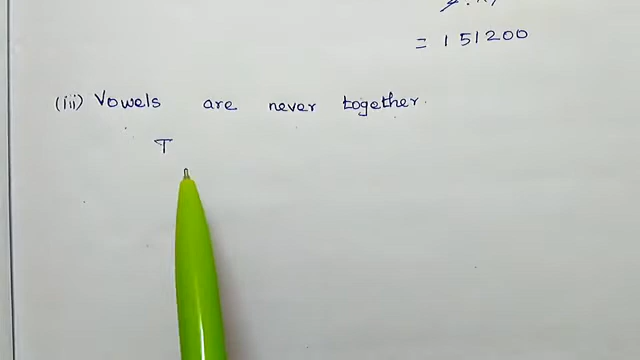 = 151200
(iii) Vowels are never together.
T